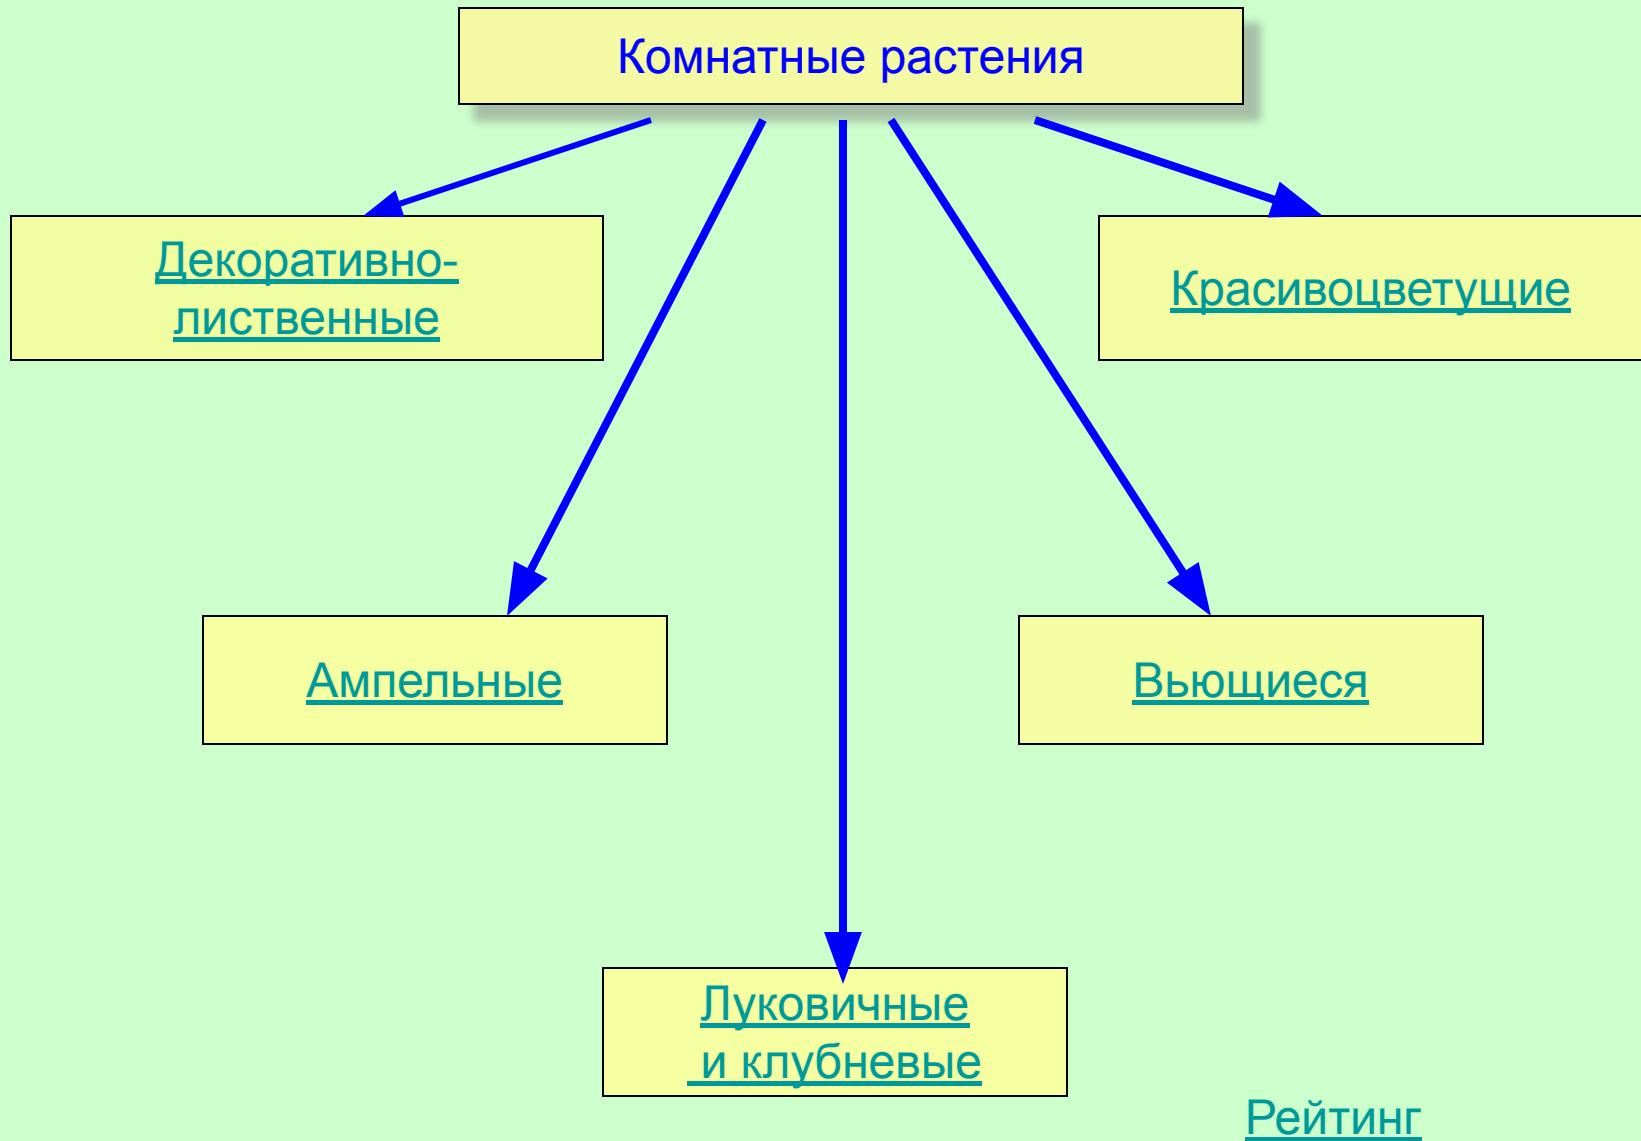 Комнатные растения
Декоративно-
лиственные
Красивоцветущие
Ампельные
Вьющиеся
Луковичные
и клубневые
Рейтинг